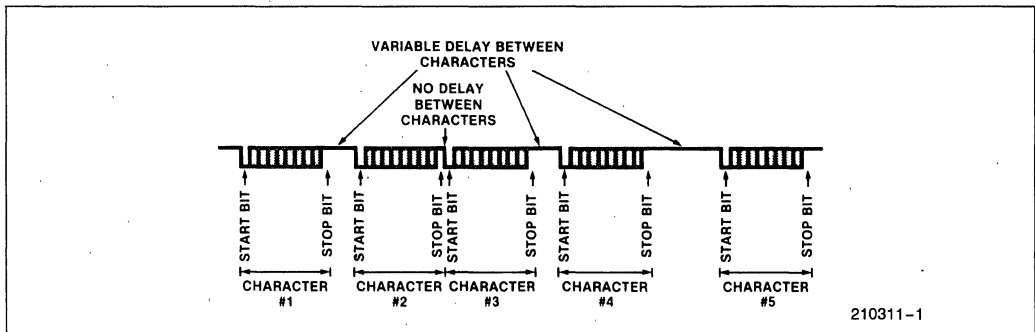 VARIABLE DELAY BETWEEN
CHARACTERS
NO DELAY
BETWEEN
CHARACTERS
START BIT
STOP BIT
START BIT
STOP BIT
START BIT
STOP BIT
START BIT
STOP BIT
START BIT
STOP BIT
CHARACTER
#1
CHARACTER
#2
CHARACTER
#3
CHARACTER
#4
CHARACTER
#5
210311-1